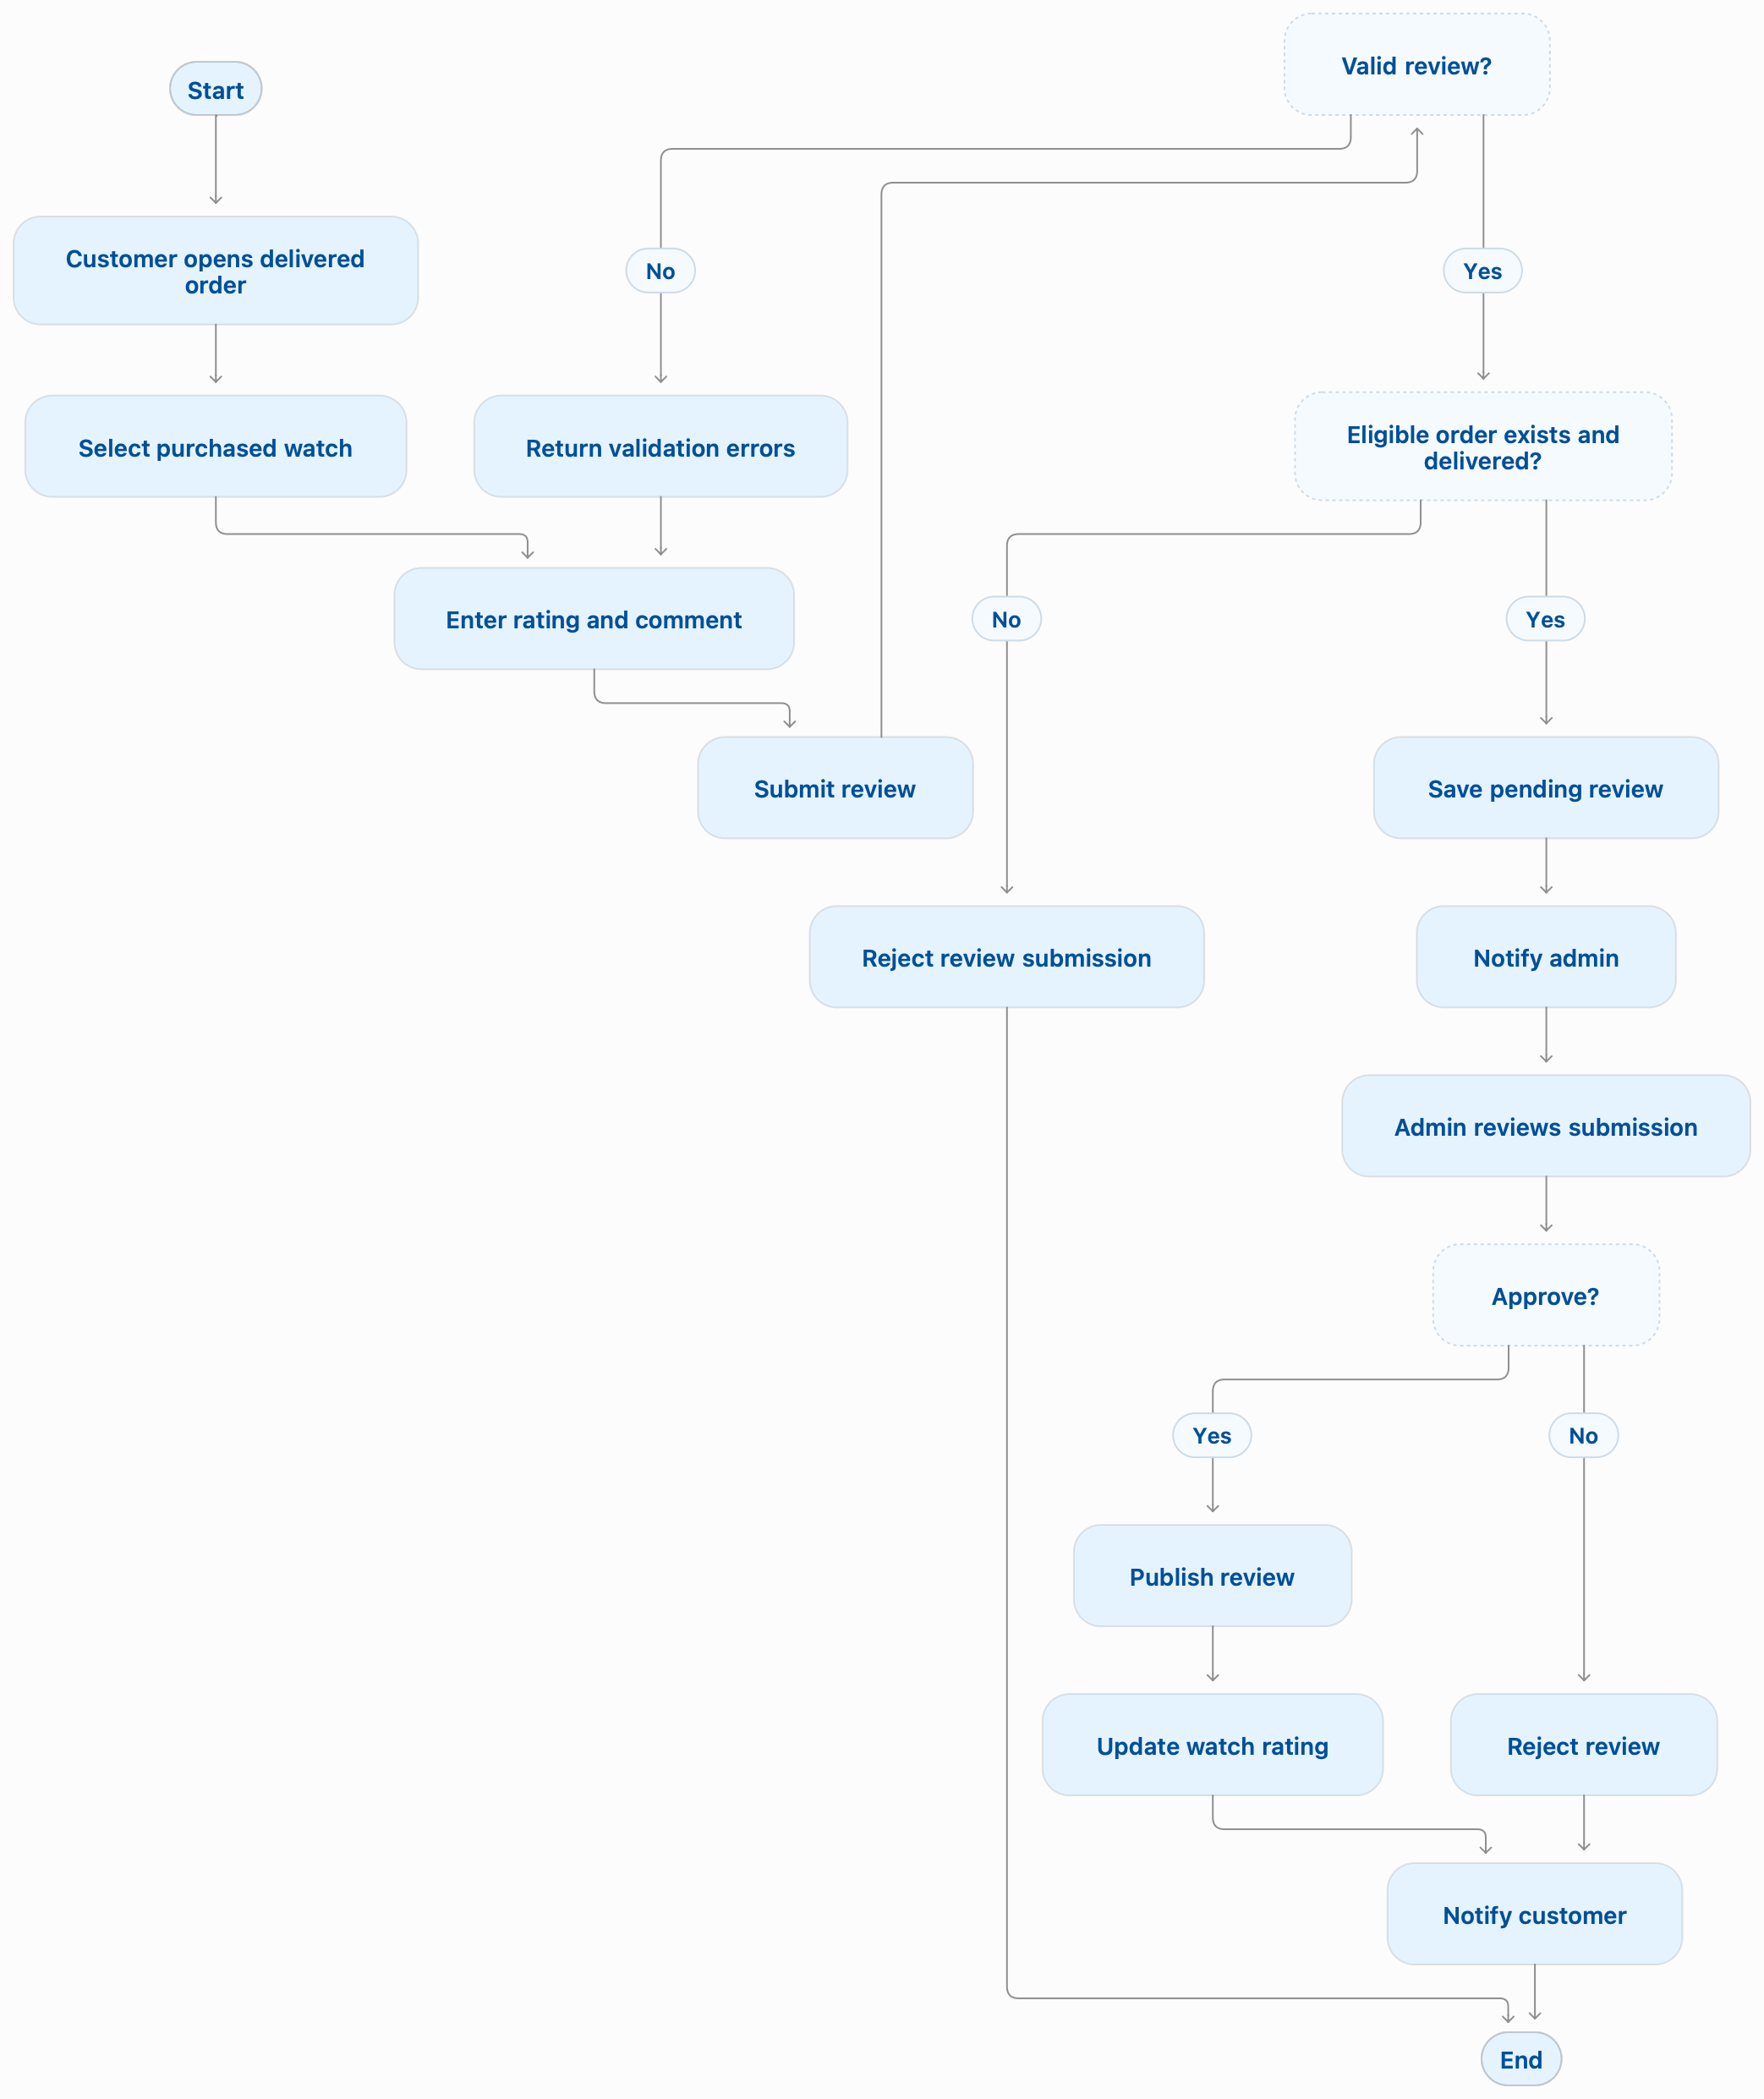 Valid review?
Start
Customer opens delivered
order
No
Yes
Select purchased watch
Return validation errors
Eligible order exists and
delivered?
Enter rating and comment
No
Yes
Submit review
Save pending review
Reject review submission
Notify admin
Admin reviews submission
Approve?
Yes
No
Publish review
Update watch rating
Reject review
Notify customer
End